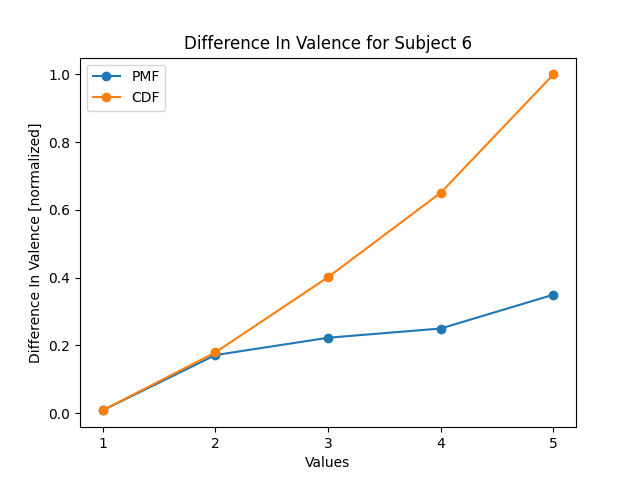 Difference In Valence for Subject 6
PMF
CDF
Difference In Valence [normalized]
1.0
0.8
0.6
0.4
0.2
0.0
1 2 3 4 5
Values